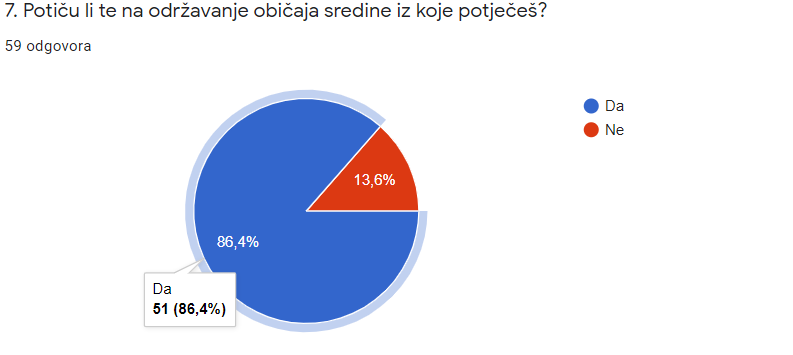 7. Potiču li te na održavanje običaja sredine iz koje potječeš?
59 odgovora
Da
Ne
13,6%
86,4%
Da
51 (86,4%)